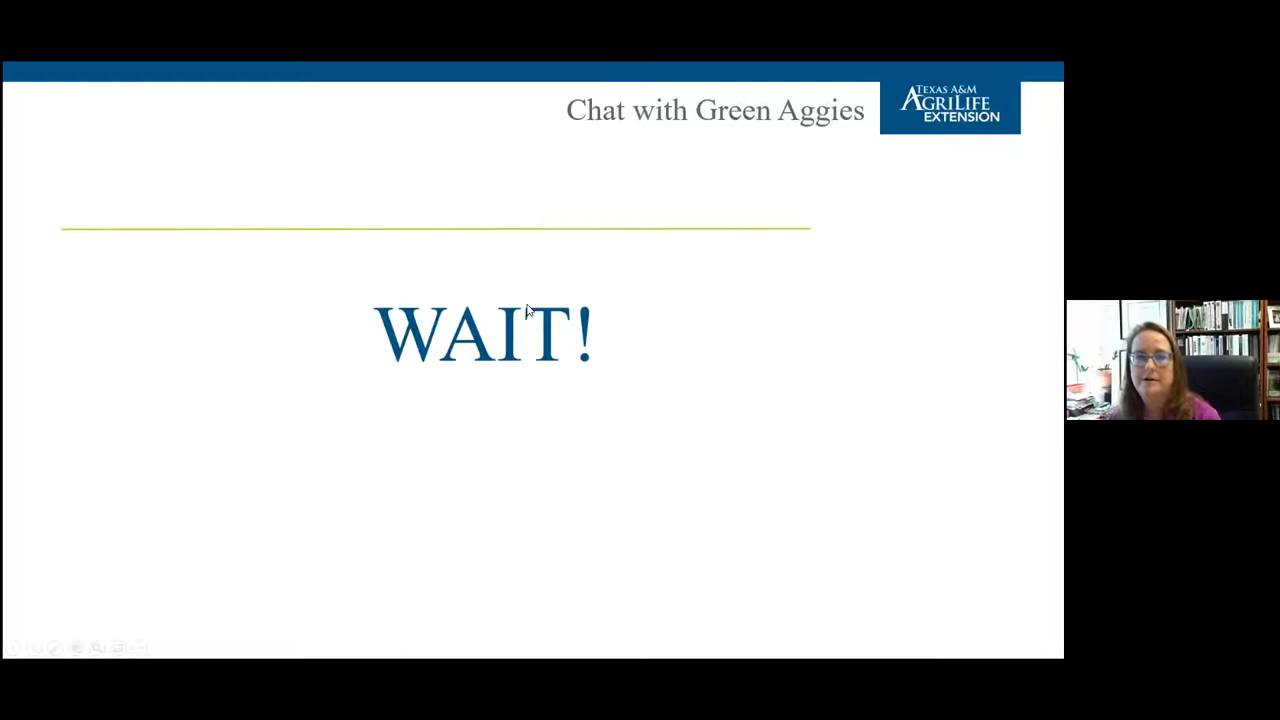 Chat with Green Aggies
TEXAS A&M
AGRILIFE
EXTENSION
WAIT!